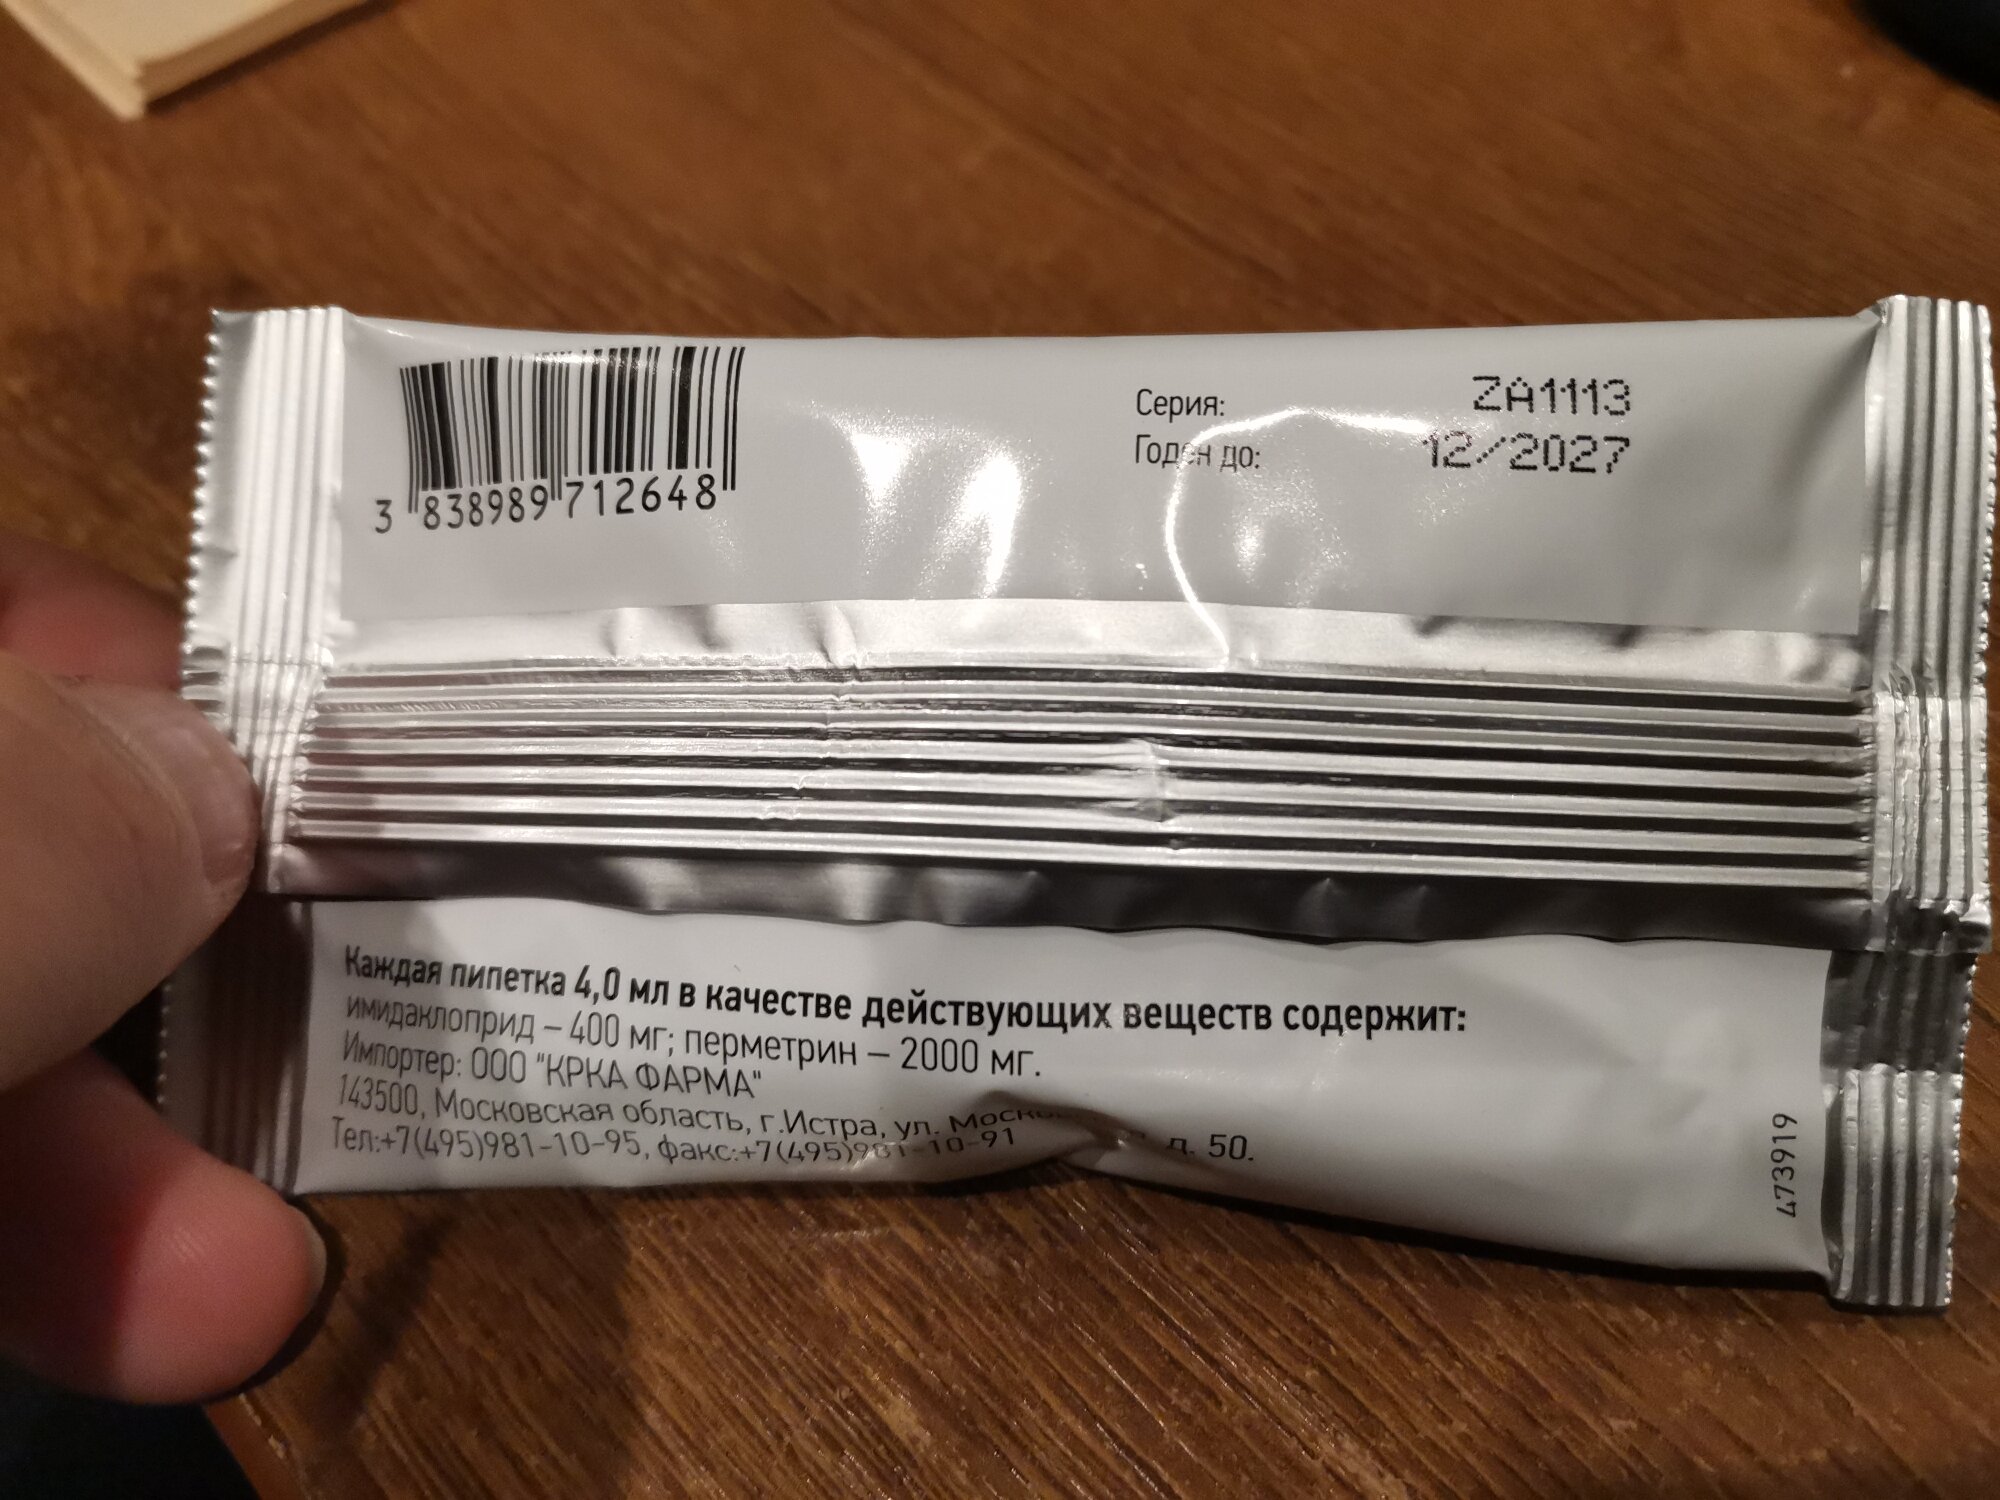 3 838989 712648
Серия: ZA1113
Годен до: 12/2027
Каждая пипетка 4,0 мл в качестве действующих веществ содержит:
имидаклоприд – 400 мг; перметрин – 2000 мг.
Импортер: ООО "КРКА ФАРМА"
143500, Московская область, г.Истра, ул. д. 50.
Тел:+7(495)981-10-95, факс:+7(495)981-10-91
473919